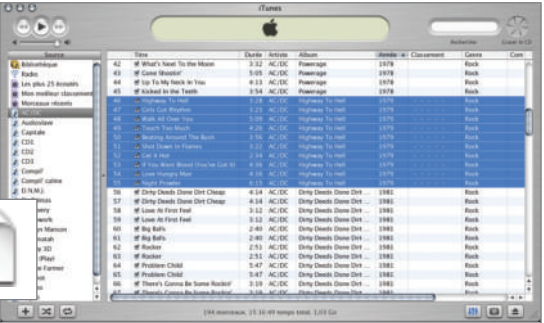 iTunes
Rechercher Graver le CD
Source
Titre Durée Artiste Album Année Classement Genre Com
Bibliothèque
Radio
Les plus 25 écoutés
Mon meilleur classement
Morceaux récents
AC/DC
Audioslave
Capitale
CD1
CD2
CD3
Compil'
Compil' caline
D.N.M.J.
42 What's Next To the Moon 3:32 AC/DC Powerage 1978 Rock
43 Gone Shootin' 5:05 AC/DC Powerage 1978 Rock
44 Up To My Neck In You 4:13 AC/DC Powerage 1978 Rock
45 Kicked In the Teeth 3:54 AC/DC Powerage 1978 Rock
46 Highway To Hell 3:28 AC/DC Highway To Hell 1979 Rock
47 Girls Got Rhythm 3:23 AC/DC Highway To Hell 1979 Rock
48 Walk All Over You 5:09 AC/DC Highway To Hell 1979 Rock
49 Touch Too Much 4:26 AC/DC Highway To Hell 1979 Rock
50 Beating Around The Bush 3:56 AC/DC Highway To Hell 1979 Rock
51 Shot Down In Flames 3:22 AC/DC Highway To Hell 1979 Rock
52 Get It Hot 2:34 AC/DC Highway To Hell 1979 Rock
53 If You Want Blood (You've Got It) 4:36 AC/DC Highway To Hell 1979 Rock
54 Love Hungry Man 4:16 AC/DC Highway To Hell 1979 Rock
55 Night Prowler 6:15 AC/DC Highway To Hell 1979 Rock
56 Dirty Deeds Done Dirt Cheap 4:14 AC/DC Dirty Deeds Done Dirt ... 1981 Rock
57 Dirty Deeds Done Dirt Cheap 4:14 AC/DC Dirty Deeds Done Dirt ... 1981 Rock
58 Love At First Feel 3:12 AC/DC Dirty Deeds Done Dirt ... 1981 Rock
59 Love At First Feel 3:12 AC/DC Dirty Deeds Done Dirt ... 1981 Rock
60 Big Balls 2:40 AC/DC Dirty Deeds Done Dirt ... 1981 Rock
61 Big Balls 2:40 AC/DC Dirty Deeds Done Dirt ... 1981 Rock
62 Rocker 2:51 AC/DC Dirty Deeds Done Dirt ... 1981 Rock
63 Rocker 2:51 AC/DC Dirty Deeds Done Dirt ... 1981 Rock
64 Problem Child 5:47 AC/DC Dirty Deeds Done Dirt ... 1981 Rock
65 Problem Child 5:47 AC/DC Dirty Deeds Done Dirt ... 1981 Rock
66 There's Gonna Be Some Rockin' 3:19 AC/DC Dirty Deeds Done Dirt ... 1981 Rock
194 morceaux, 15:16:49 temps total, 1,03 Go